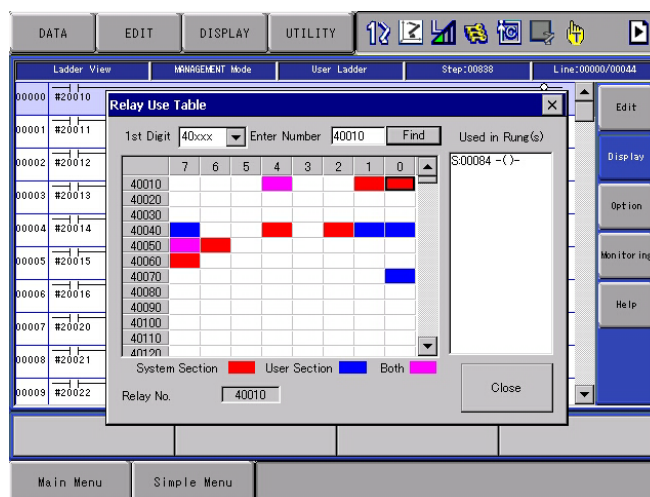 DATA EDIT DISPLAY UTILITY
Ladder View MANAGEMENT Mode User Ladder Step:00838 Line:0000/00044
00000 #20010
Relay Use Table
Edit
1st Digit 40xxx Enter Number 40010 Find Used in Rung(s)
00001 #20011
7 6 5 4 3 2 1 0 S:00084 -( )-
00002 #20012
Display
40010
40020
00003 #20013
Option
40030
00004 #20014
40040
40050
00005 #20015
Monitoring
40060
40070
00006 #20016
40080
Help
40090
00007 #20020
40100
40110
00008 #20021
40120
System Section User Section Both
00009 #20022
Relay No. 40010 Close
Main Menu Simple Menu